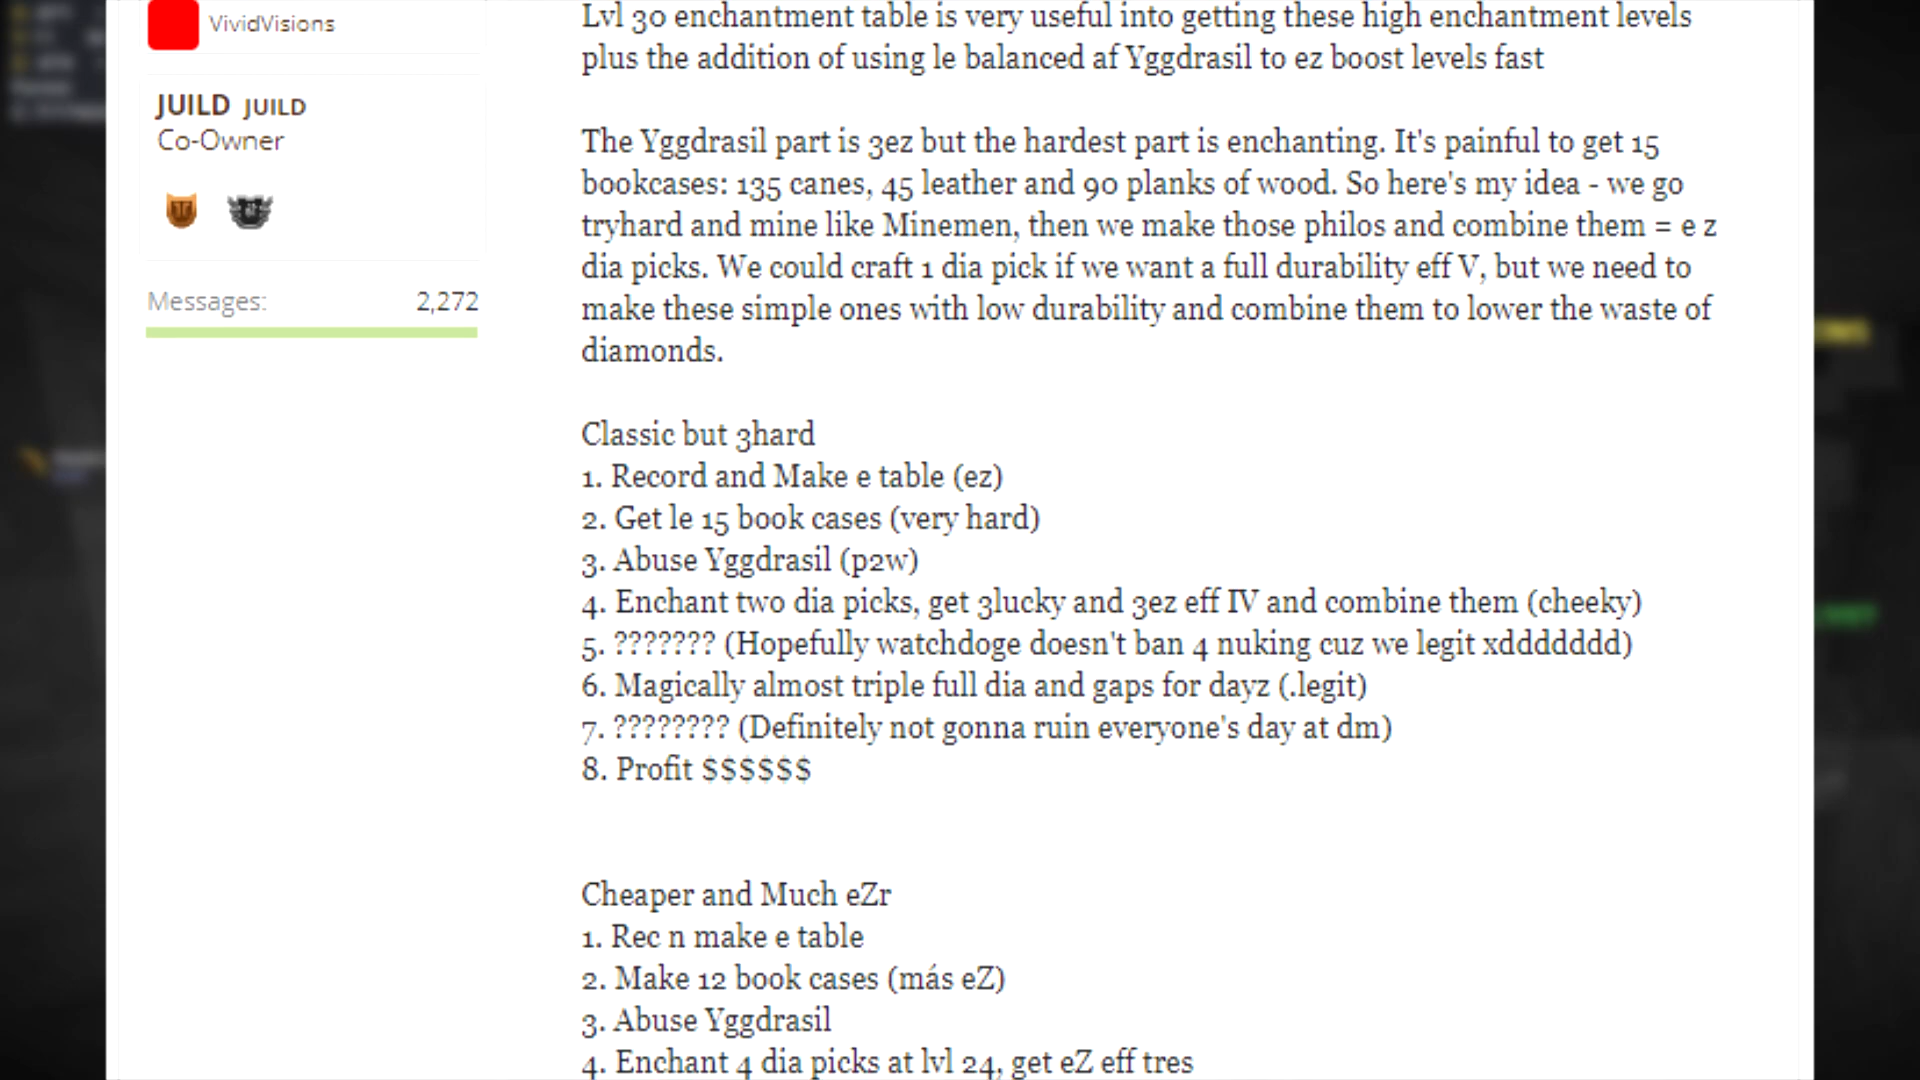 VividVisions
JUILD JUILD
Co-Owner
Messages: 2,272
Lvl 30 enchantment table is very useful into getting these high enchantment levels
plus the addition of using le balanced af Yggdrasil to ez boost levels fast
The Yggdrasil part is 3ez but the hardest part is enchanting. It's painful to get 15
bookcases: 135 canes, 45 leather and 90 planks of wood. So here's my idea - we go
tryhard and mine like Minemen, then we make those philos and combine them = e z
dia picks. We could craft 1 dia pick if we want a full durability eff V, but we need to
make these simple ones with low durability and combine them to lower the waste of
diamonds.
Classic but 3hard
1. Record and Make e table (ez)
2. Get le 15 book cases (very hard)
3. Abuse Yggdrasil (p2w)
4. Enchant two dia picks, get 3lucky and 3ez eff IV and combine them (cheeky)
5. ??????? (Hopefully watchdoge doesn't ban 4 nuking cuz we legit xddddddd)
6. Magically almost triple full dia and gaps for dayz (.legit)
7. ???????? (Definitely not gonna ruin everyone's day at dm)
8. Profit $$$$$$
Cheaper and Much eZr
1. Rec n make e table
2. Make 12 book cases (más eZ)
3. Abuse Yggdrasil
4. Enchant 4 dia picks at lvl 24, get eZ eff tres